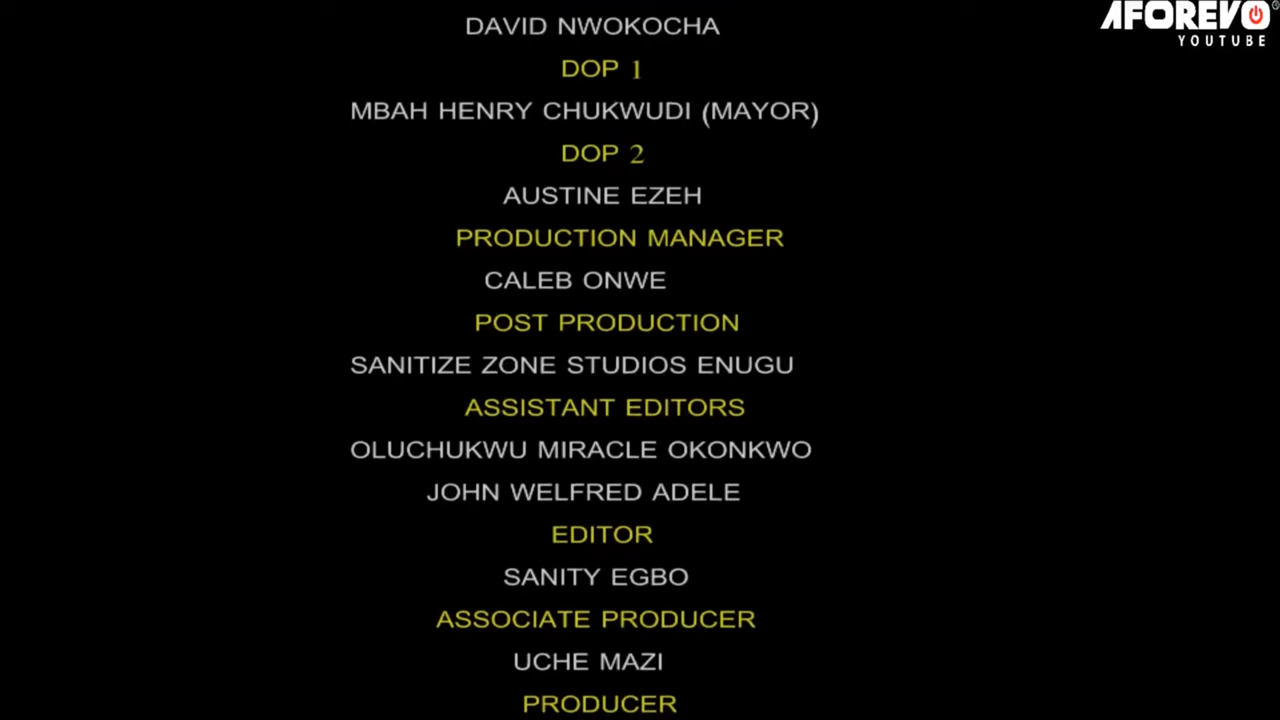 AFOREVO
YOUTUBE
DAVID NWOKOCHA
DOP 1
MBAH HENRY CHUKWUDI (MAYOR)
DOP 2
AUSTINE EZEH
PRODUCTION MANAGER
CALEB ONWE
POST PRODUCTION
SANITIZE ZONE STUDIOS ENUGU
ASSISTANT EDITORS
OLUCHUKWU MIRACLE OKONKWO
JOHN WELFRED ADELE
EDITOR
SANITY EGBO
ASSOCIATE PRODUCER
UCHE MAZI
PRODUCER